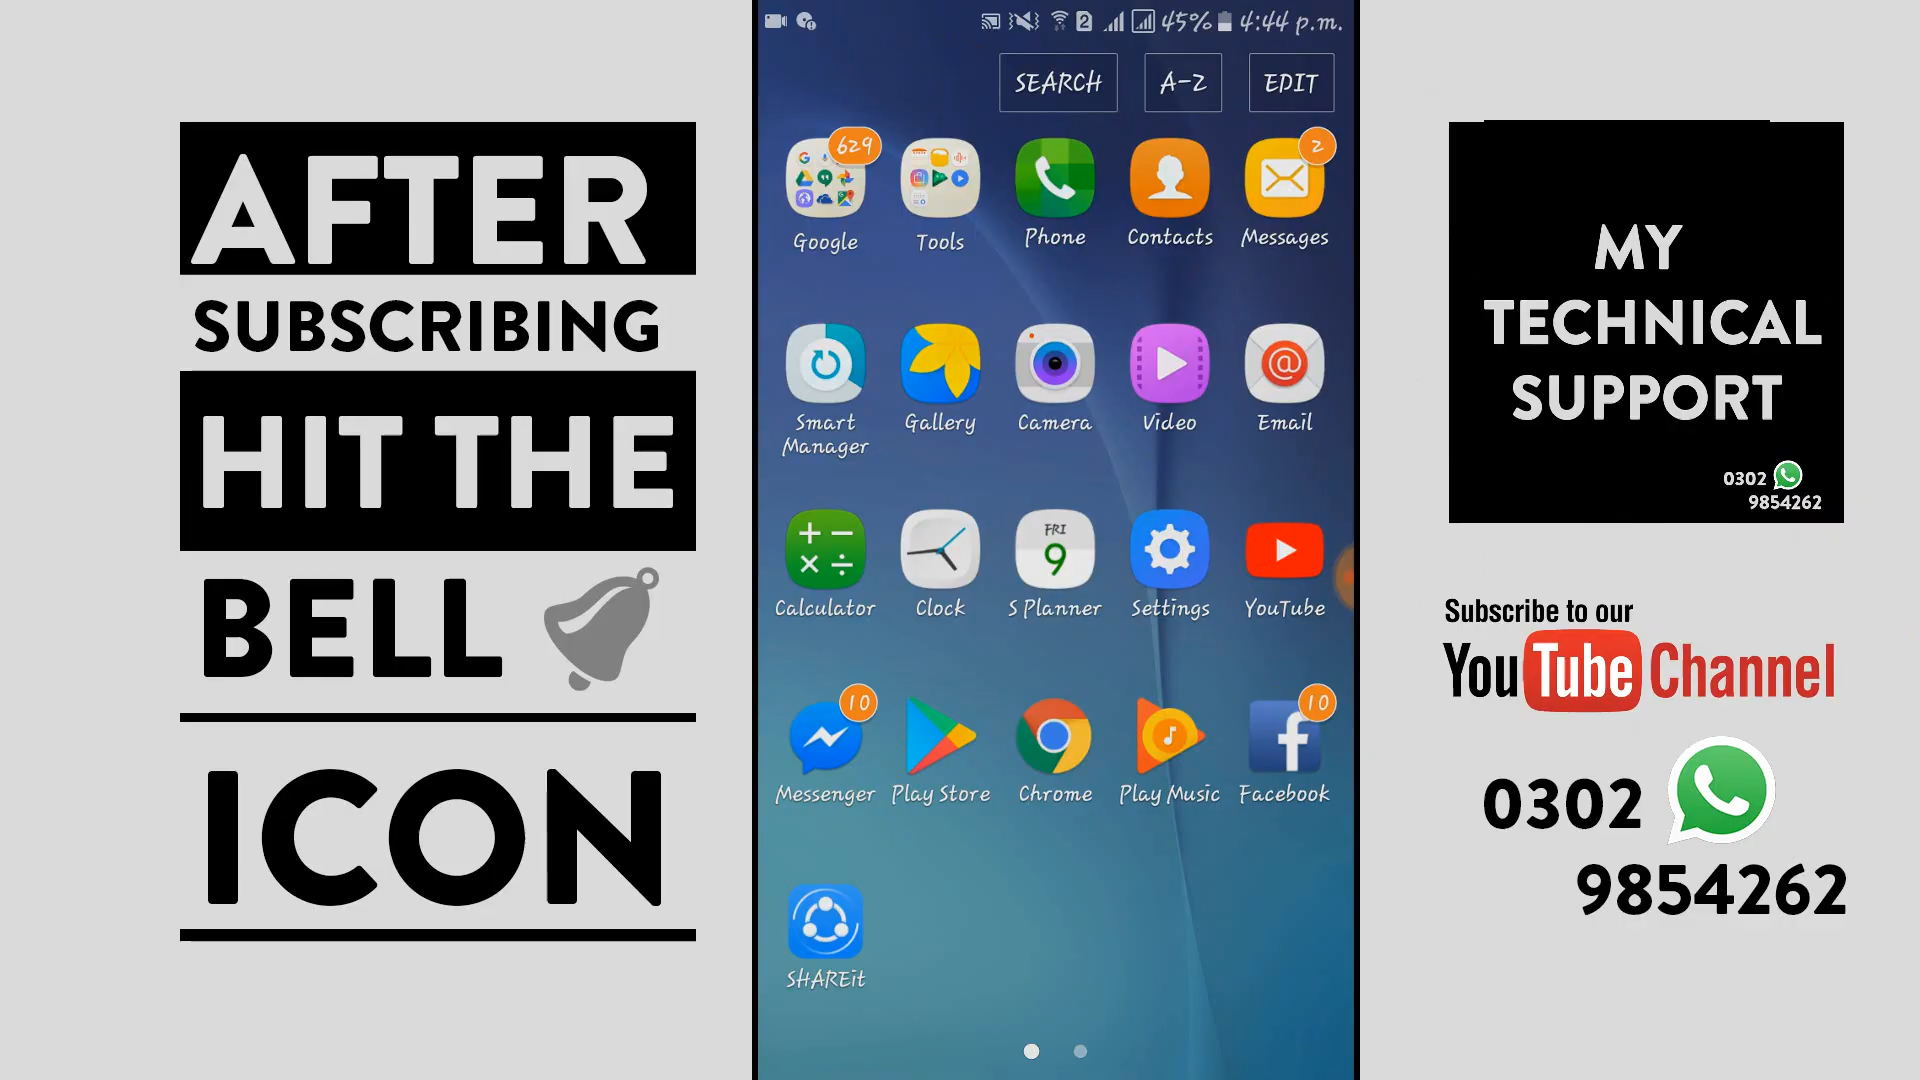 AFTER
SUBSCRIBING
HIT THE
BELL
ICON
2 45% 4:44 p.m.
SEARCH A-Z EDIT
629 2
Google Tools Phone Contacts Messages
Smart Manager Gallery Camera Video Email
FRI
9
Calculator Clock S Planner Settings YouTube
10 10
Messenger Play Store Chrome Play Music Facebook
SHAREit
MY
TECHNICAL
SUPPORT
0302
9854262
Subscribe to our
YouTube Channel
0302
9854262